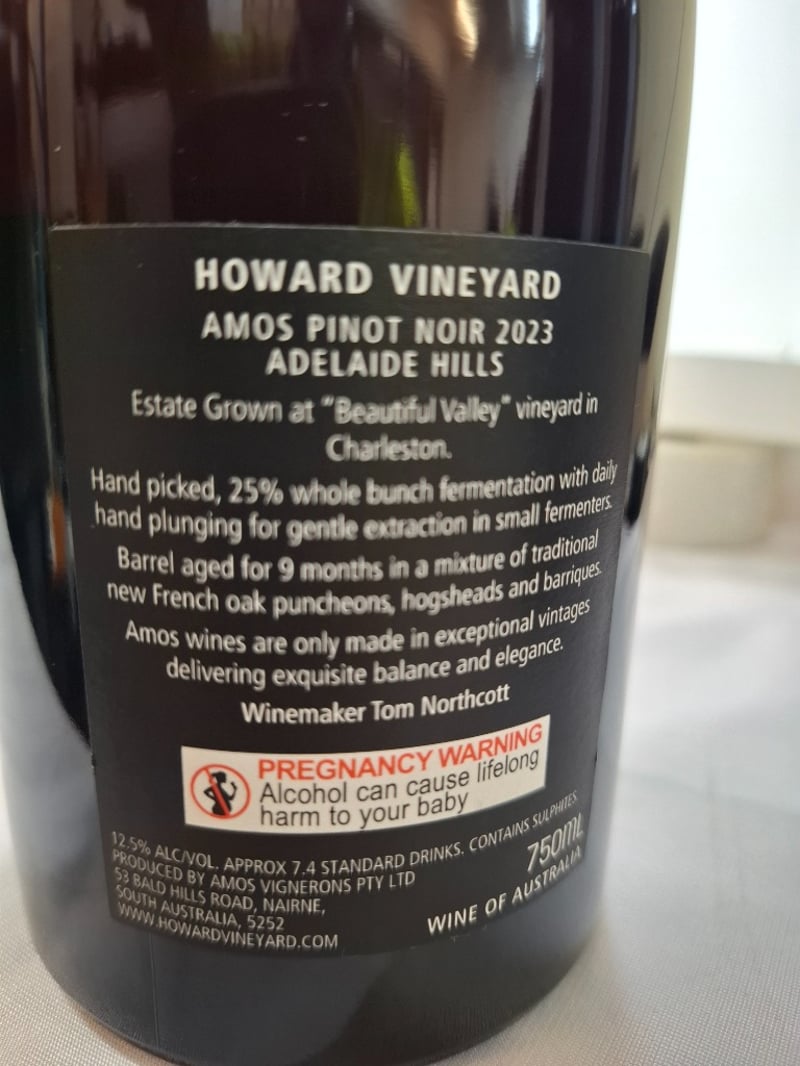 HOWARD VINEYARD
AMOS PINOT NOIR 2023
ADELAIDE HILLS
Estate Grown at "Beautiful Valley" vineyard in
Charleston.
Hand picked, 25% whole bunch fermentation with daily
hand plunging for gentle extraction in small fermenters.
Barrel aged for 9 months in a mixture of traditional
new French oak puncheons, hogsheads and barriques.
Amos wines are only made in exceptional vintages
delivering exquisite balance and elegance.
Winemaker Tom Northcott
PREGNANCY WARNING
Alcohol can cause lifelong
harm to your baby
12.5% ALC/VOL. APPROX 7.4 STANDARD DRINKS. CONTAINS SULPHITES.
PRODUCED BY AMOS VIGNERONS PTY LTD
53 BALD HILLS ROAD, NAIRNE,
SOUTH AUSTRALIA, 5252
WWW.HOWARDVINEYARD.COM
750mL
WINE OF AUSTRALIA